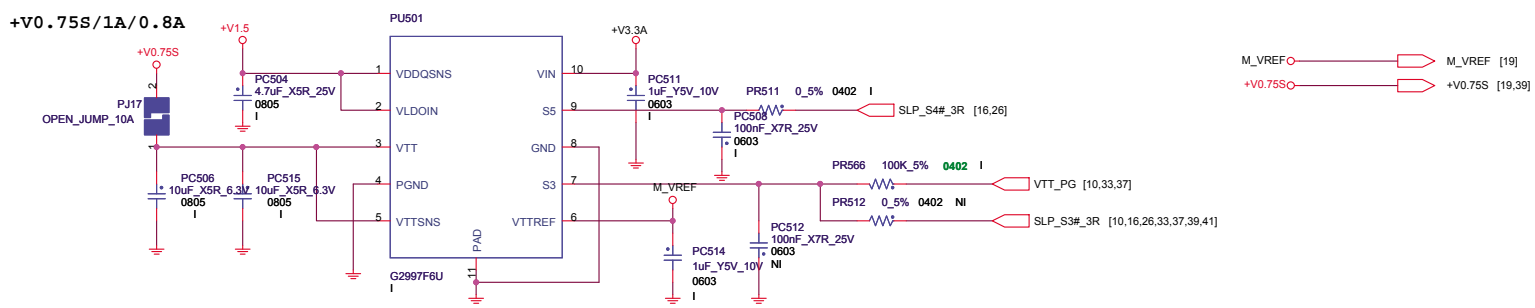 +V0.75S/1A/0.8A
PU501
+V1.5
+V3.3A
+V0.75S
M_VREF
M_VREF [19]
+V0.75S
+V0.75S [19,39]
2
PJ17
OPEN_JUMP_10A
1
PC504
4.7uF_X5R_25V
0805
I
1 VDDQSNS
2 VLDOIN
3 VTT
4 PGND
5 VTTSNS
VIN 10
S5 9
GND 8
S3 7
VTTREF 6
PAD
11
G2997F6U
I
PC511
1uF_Y5V_10V
0603
I
PR511 0_5% 0402 I
SLP_S4#_3R [16,26]
PC508
100nF_X7R_25V
0603
I
PC506
10uF_X5R_6.3V
0805
I
PC515
10uF_X5R_6.3V
0805
I
PR566 100K_5% 0402 I
VTT_PG [10,33,37]
PR512 0_5% 0402 NI
SLP_S3#_3R [10,16,26,33,37,39,41]
M_VREF
PC512
100nF_X7R_25V
0603
NI
PC514
1uF_Y5V_10V
0603
I